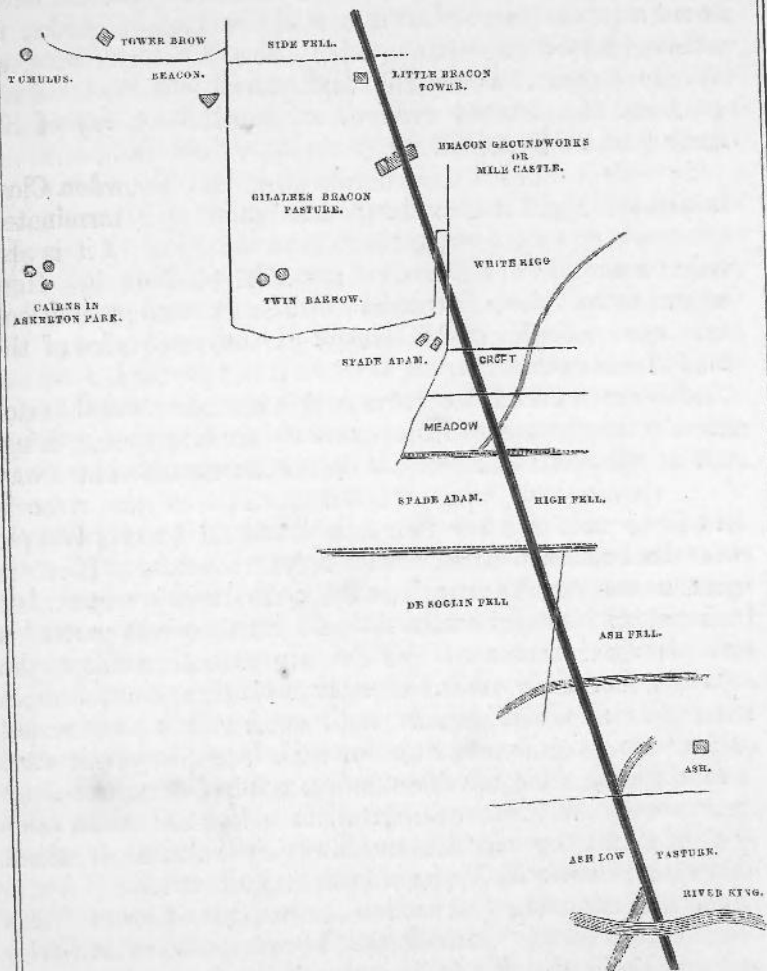 TOWER BROW
SIDE FELL.
TUMULUS.
BEACON.
LITTLE BEACON
TOWER.
BEACON GROUNDWORKS
OR
MILE CASTLE.
GILALEES BEACON
PASTURE.
WHITE RIGG
CAIRNS IN
ASKERTON PARK.
TWIN BARROW.
SPADE ADAM.
CROFT
MEADOW
SPADE ADAM.
HIGH FELL.
DE SOGLIN FELL
ASH FELL.
ASH.
ASH LOW PASTURE.
RIVER KING.